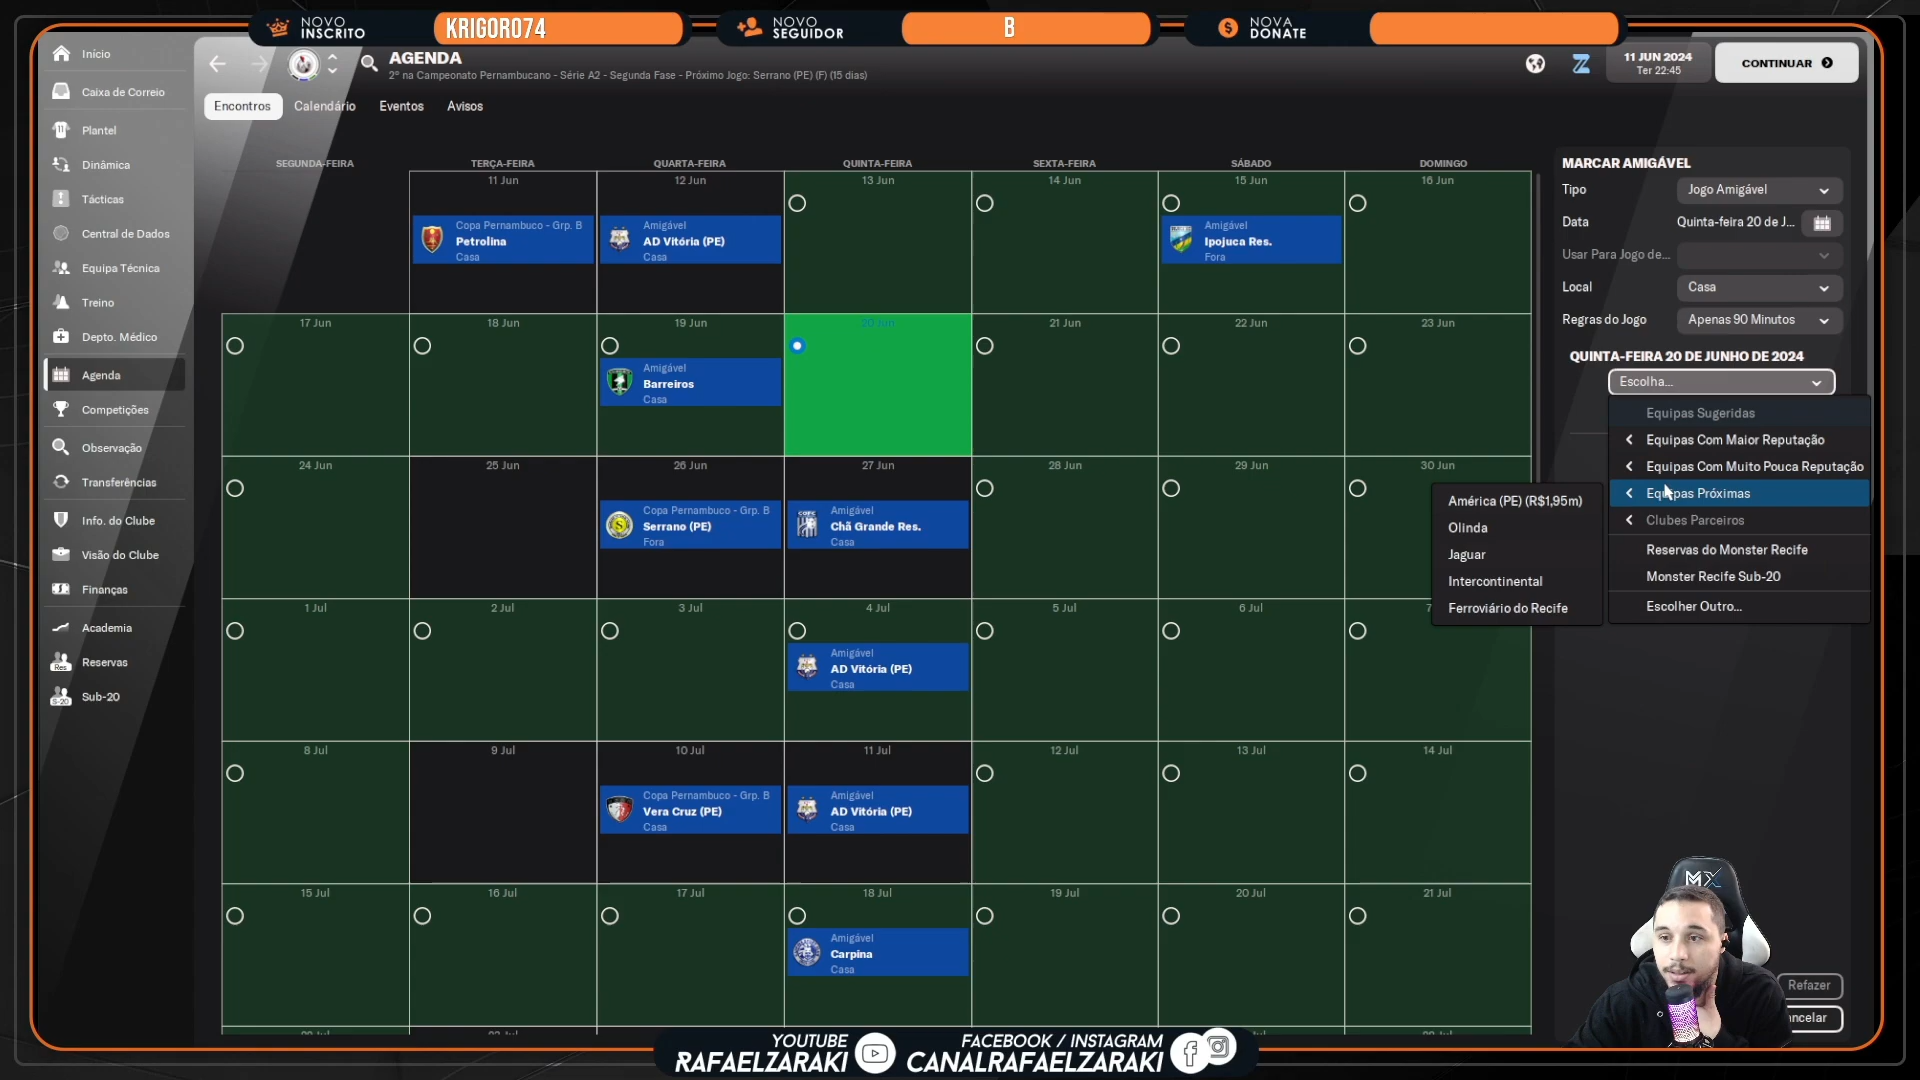 NOVO INSCRITO
KRIGORO74
NOVO SEGUIDOR
B
NOVA DONATE
Início
Caixa de Correio
Plantel
Dinâmica
Tácticas
Central de Dados
Equipa Técnica
Treino
Depto. Médico
Agenda
Competições
Observação
Transferências
Info. do Clube
Visão do Clube
Finanças
Academia
Reservas
Sub-20
AGENDA
2º na Campeonato Pernambucano - Série A2 - Segunda Fase - Próximo Jogo: Serrano (PE) (F) (15 dias)
11 JUN 2024
Ter 22:45
CONTINUAR
Encontros Calendário Eventos Avisos
SEGUNDA-FEIRA TERÇA-FEIRA QUARTA-FEIRA QUINTA-FEIRA SEXTA-FEIRA SÁBADO DOMINGO
11 Jun 12 Jun 13 Jun 14 Jun 15 Jun 16 Jun
Copa Pernambuco - Grp. B
Petrolina
Casa
Amigável
AD Vitória (PE)
Casa
Amigável
Ipojuca Res.
Fora
17 Jun 18 Jun 19 Jun 20 Jun 21 Jun 22 Jun 23 Jun
Amigável
Barreiros
Casa
24 Jun 25 Jun 26 Jun 27 Jun 28 Jun 29 Jun 30 Jun
Copa Pernambuco - Grp. B
Serrano (PE)
Fora
Amigável
Chã Grande Res.
Casa
1 Jul 2 Jul 3 Jul 4 Jul 5 Jul 6 Jul 7
Amigável
AD Vitória (PE)
Casa
8 Jul 9 Jul 10 Jul 11 Jul 12 Jul 13 Jul 14 Jul
Copa Pernambuco - Grp. B
Vera Cruz (PE)
Casa
Amigável
AD Vitória (PE)
Casa
15 Jul 16 Jul 17 Jul 18 Jul 19 Jul 20 Jul 21 Jul
Amigável
Carpina
Casa
MARCAR AMIGÁVEL
Tipo Jogo Amigável
Data Quinta-feira 20 de J...
Usar Para Jogo de...
Local Casa
Regras do Jogo Apenas 90 Minutos
QUINTA-FEIRA 20 DE JUNHO DE 2024
Escolha...
Equipas Sugeridas
Equipas Com Maior Reputação
Equipas Com Muito Pouca Reputação
Equipas Próximas
Clubes Parceiros
Reservas do Monster Recife
Monster Recife Sub-20
Escolher Outro...
América (PE) (R$1,95m)
Olinda
Jaguar
Intercontinental
Ferroviário do Recife
MX
Refazer
ancelar
YOUTUBE
RAFAELZARAKI
FACEBOOK / INSTAGRAM
CANALRAFAELZARAKI